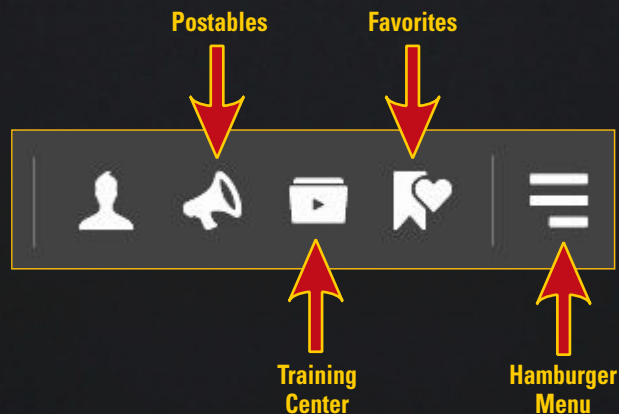 Postables
Favorites
Training
Center
Hamburger
Menu